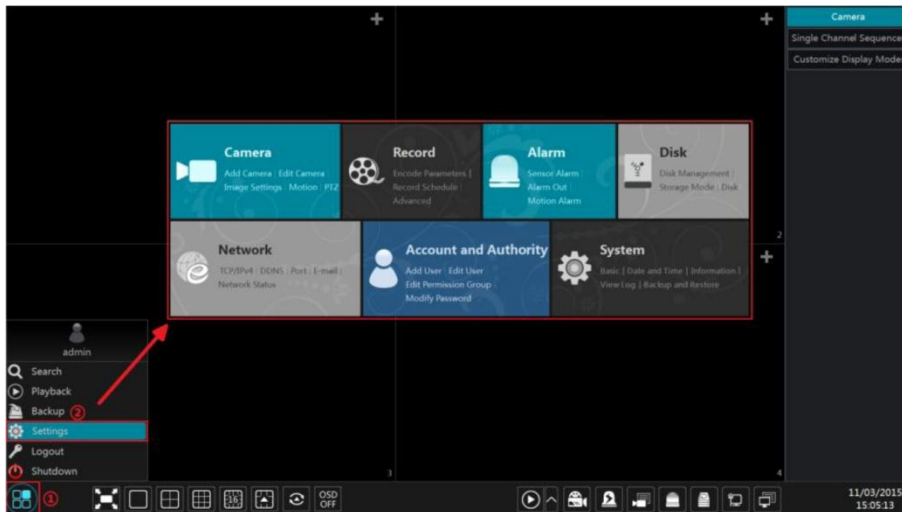 Camera
Single Channel Sequence
Customize Display Mode
Camera
Add Camera | Edit Camera
Image Settings | Motion | PTZ
Record
Encode Parameters |
Record Schedule |
Advanced
Alarm
Sensor Alarm |
Alarm Out |
Motion Alarm
Disk
Disk Management |
Storage Mode | Disk
2
Network
TCP/IPv4 | DDNS | Port | E-mail |
Network Status
Account and Authority
Add User | Edit User
Edit Permission Group
Modify Password
System
Basic | Date and Time | Information |
View Log | Backup and Restore
admin
Search
Playback
Backup ②
Settings
Logout
Shutdown
3
4
①
16
OSD
OFF
11/03/2015
15:05:13